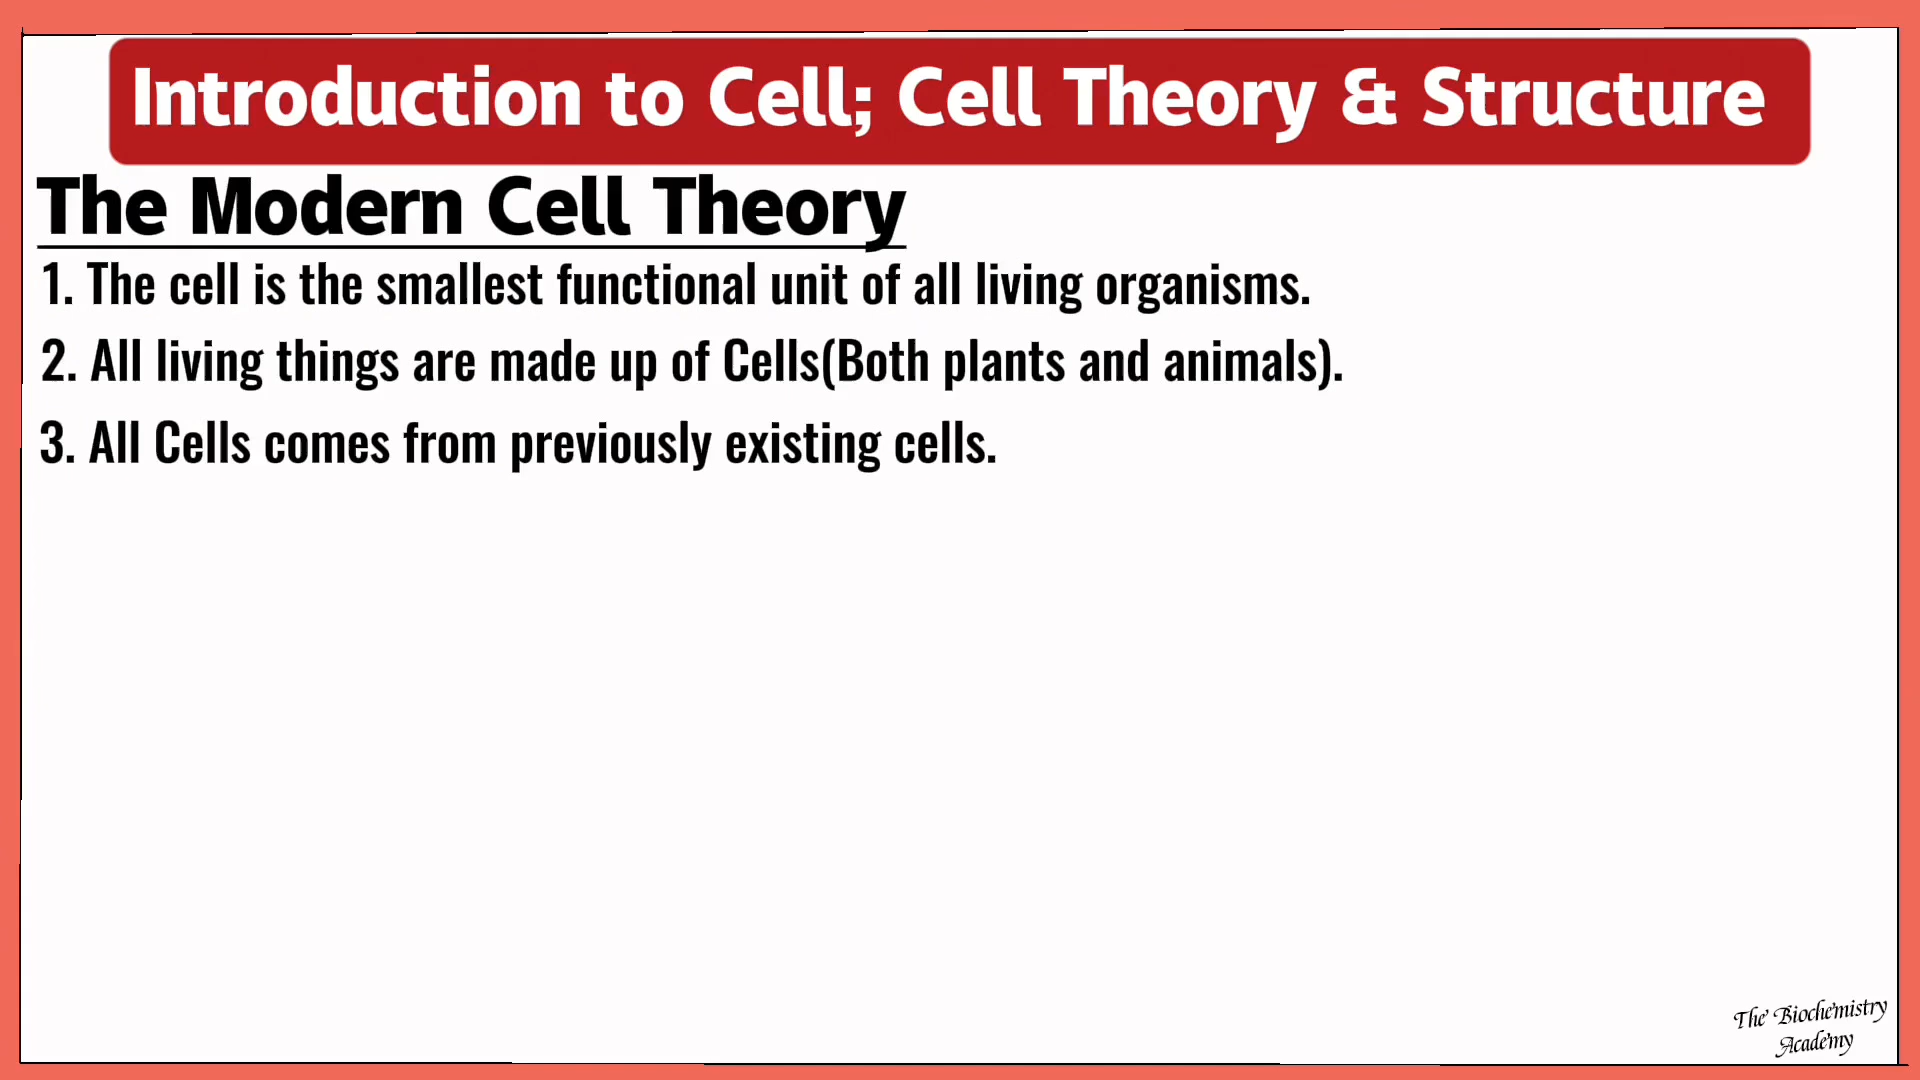 Introduction to Cell; Cell Theory & Structure
The Modern Cell Theory
1. The cell is the smallest functional unit of all living organisms.
2. All living things are made up of Cells(Both plants and animals).
3. All Cells comes from previously existing cells.
The Biochemistry
Academy